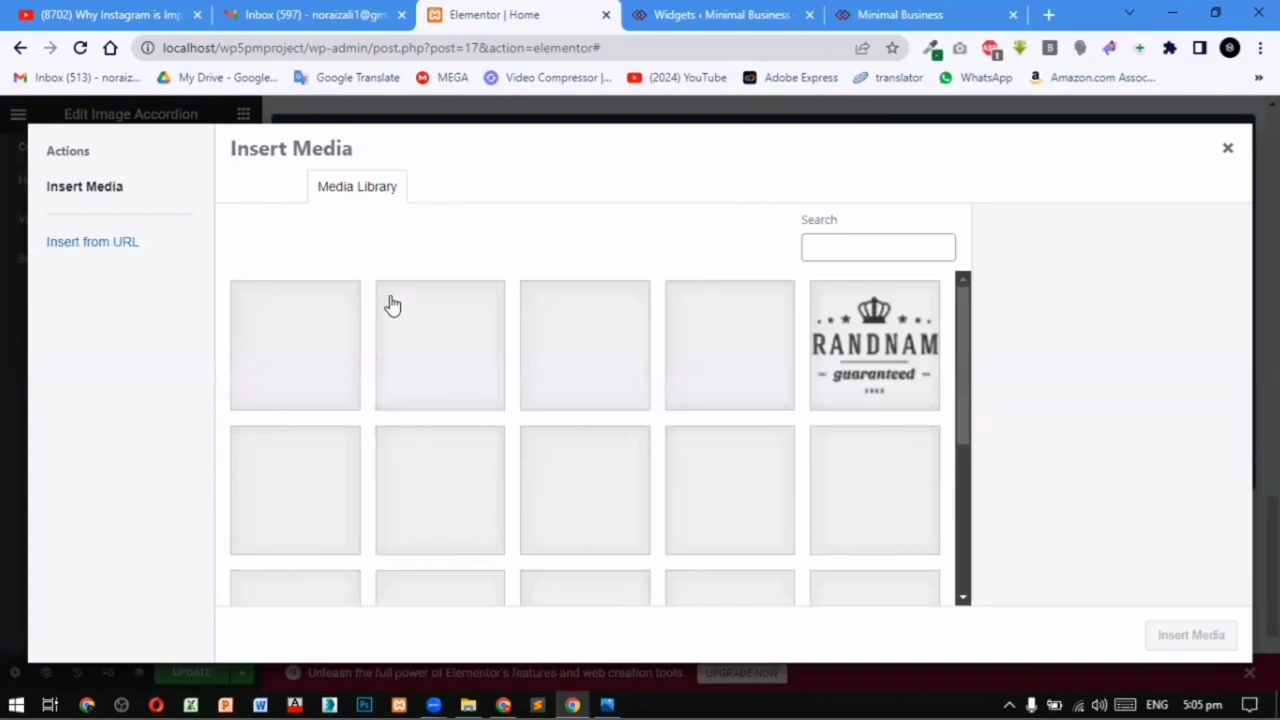 (8702) Why Instagram is Imp
Inbox (597) - noraizali1@gm
Elementor | Home
Widgets ‹ Minimal Business -
Minimal Business
localhost/wp5pmproject/wp-admin/post.php?post=17&action=elementor#
Inbox (513) - noraiz...
My Drive - Google...
Google Translate
MEGA
Video Compressor |...
(2024) YouTube
Adobe Express
translator
WhatsApp
Amazon.com Assoc...
»
Edit Image Accordion
Actions
Insert Media
Insert from URL
Insert Media
Media Library
Search
RANDNAM
guaranteed
Insert Media
UPDATE
Unleash the full power of Elementor's features and web creation tools.
UPGRADE NOW
ENG
5:05 pm